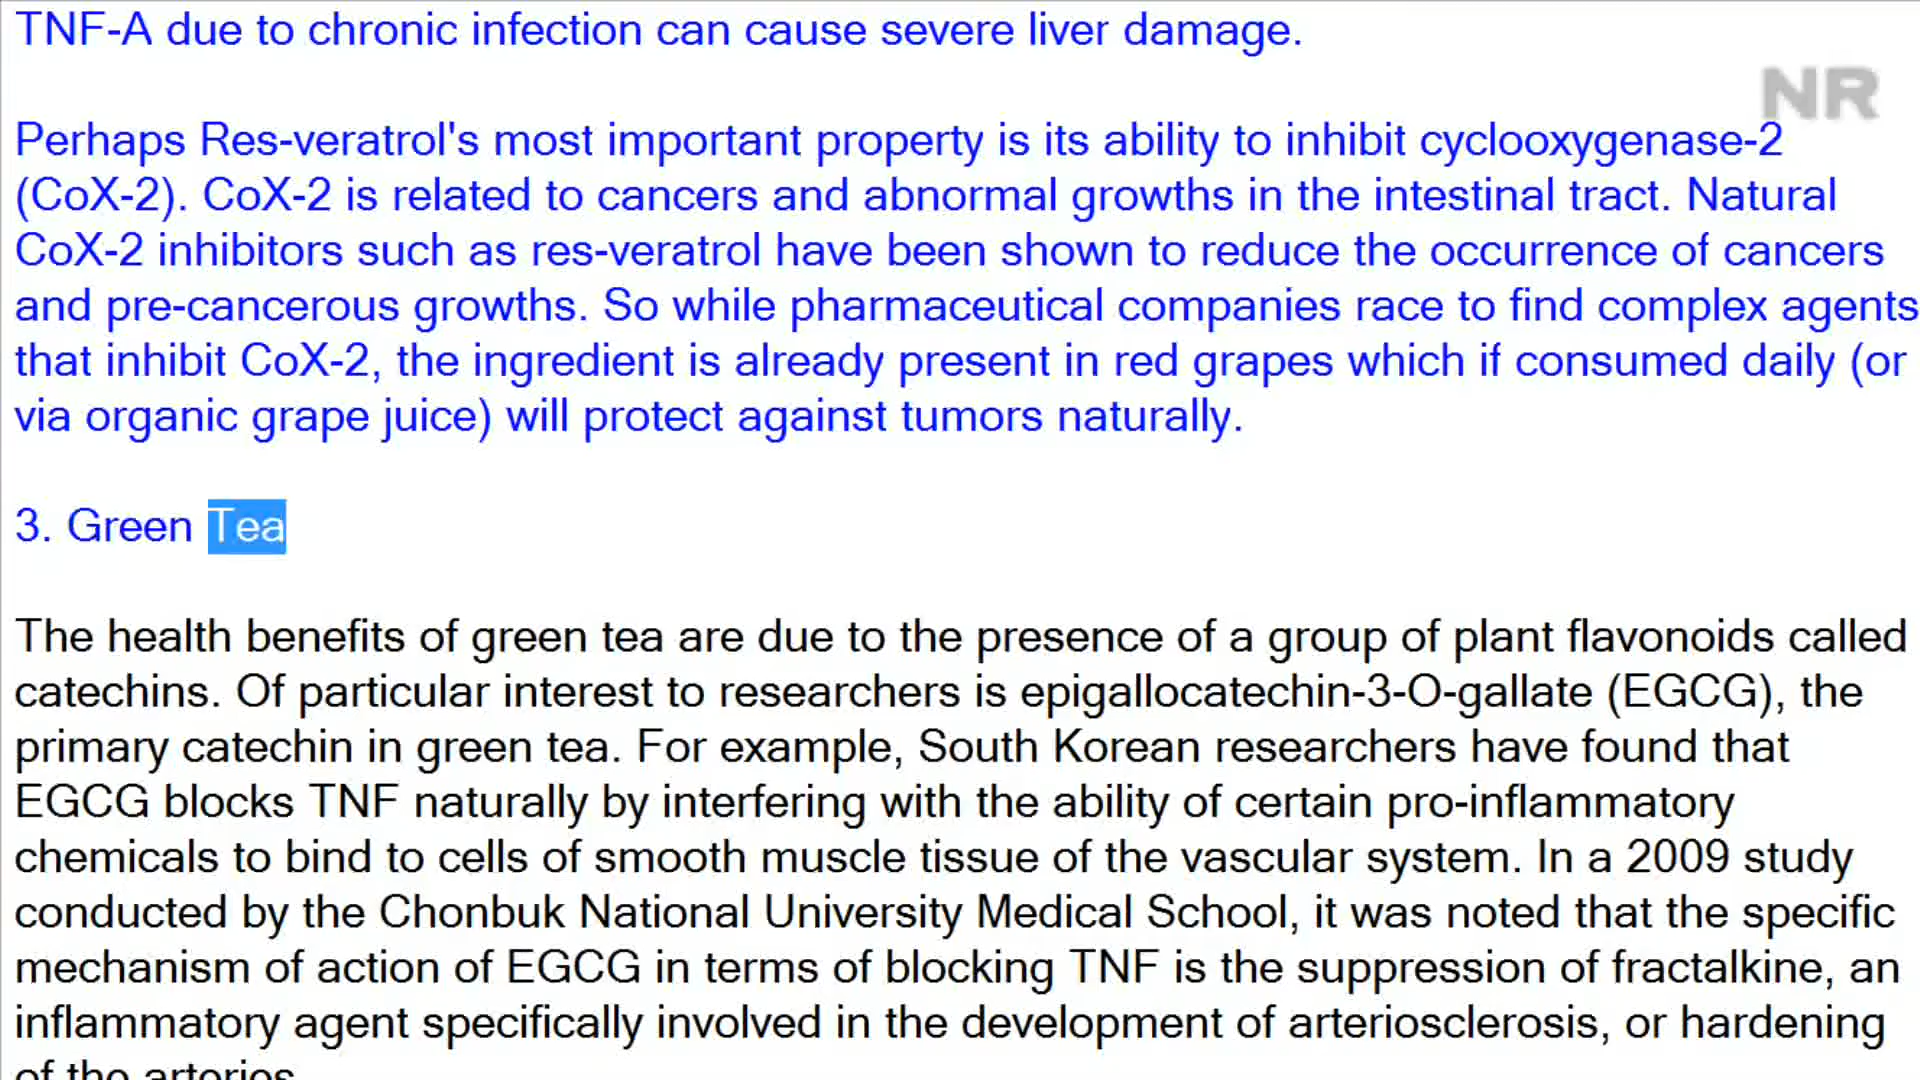 TNF-A due to chronic infection can cause severe liver damage.
NR
Perhaps Res-veratrol's most important property is its ability to inhibit cyclooxygenase-2
(CoX-2). CoX-2 is related to cancers and abnormal growths in the intestinal tract. Natural
CoX-2 inhibitors such as res-veratrol have been shown to reduce the occurrence of cancers
and pre-cancerous growths. So while pharmaceutical companies race to find complex agents
that inhibit CoX-2, the ingredient is already present in red grapes which if consumed daily (or
via organic grape juice) will protect against tumors naturally.
3. Green Tea
The health benefits of green tea are due to the presence of a group of plant flavonoids called
catechins. Of particular interest to researchers is epigallocatechin-3-O-gallate (EGCG), the
primary catechin in green tea. For example, South Korean researchers have found that
EGCG blocks TNF naturally by interfering with the ability of certain pro-inflammatory
chemicals to bind to cells of smooth muscle tissue of the vascular system. In a 2009 study
conducted by the Chonbuk National University Medical School, it was noted that the specific
mechanism of action of EGCG in terms of blocking TNF is the suppression of fractalkine, an
inflammatory agent specifically involved in the development of arteriosclerosis, or hardening
of the arteries.